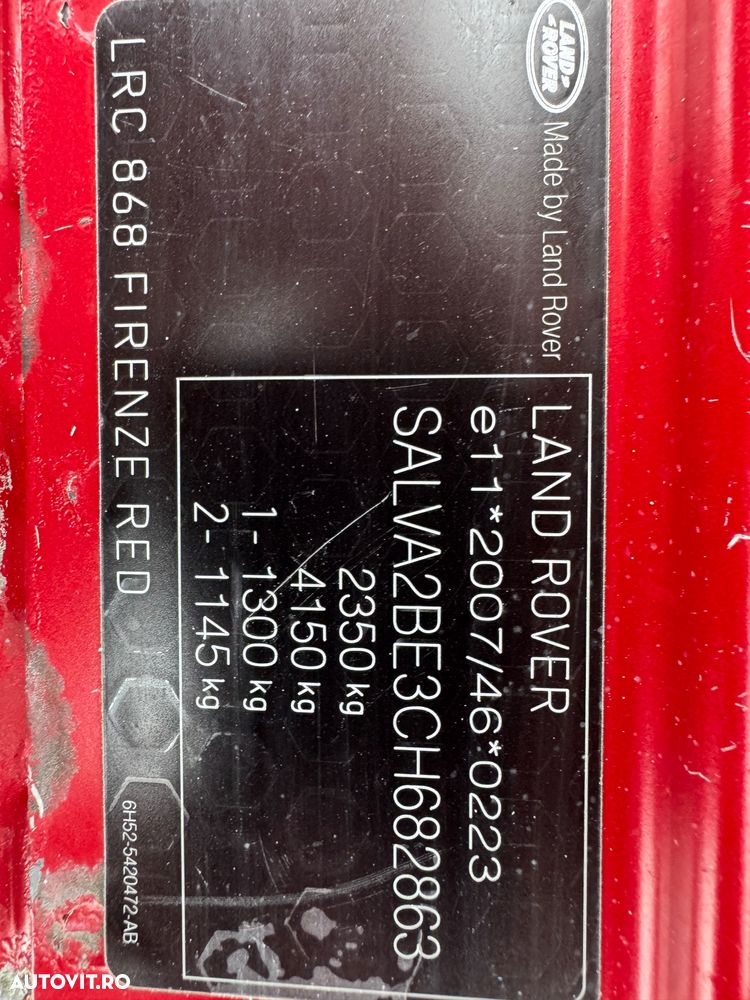 LAND
ROVER
Made by Land Rover
LAND ROVER
e11*2007/46*0223
SALVA2BE3CH682863
2350 kg
4150 kg
1- 1300 kg
2- 1145 kg
LRC 868 FIRENZE RED
6H52-5420472-AB
AUTOVIT.RO